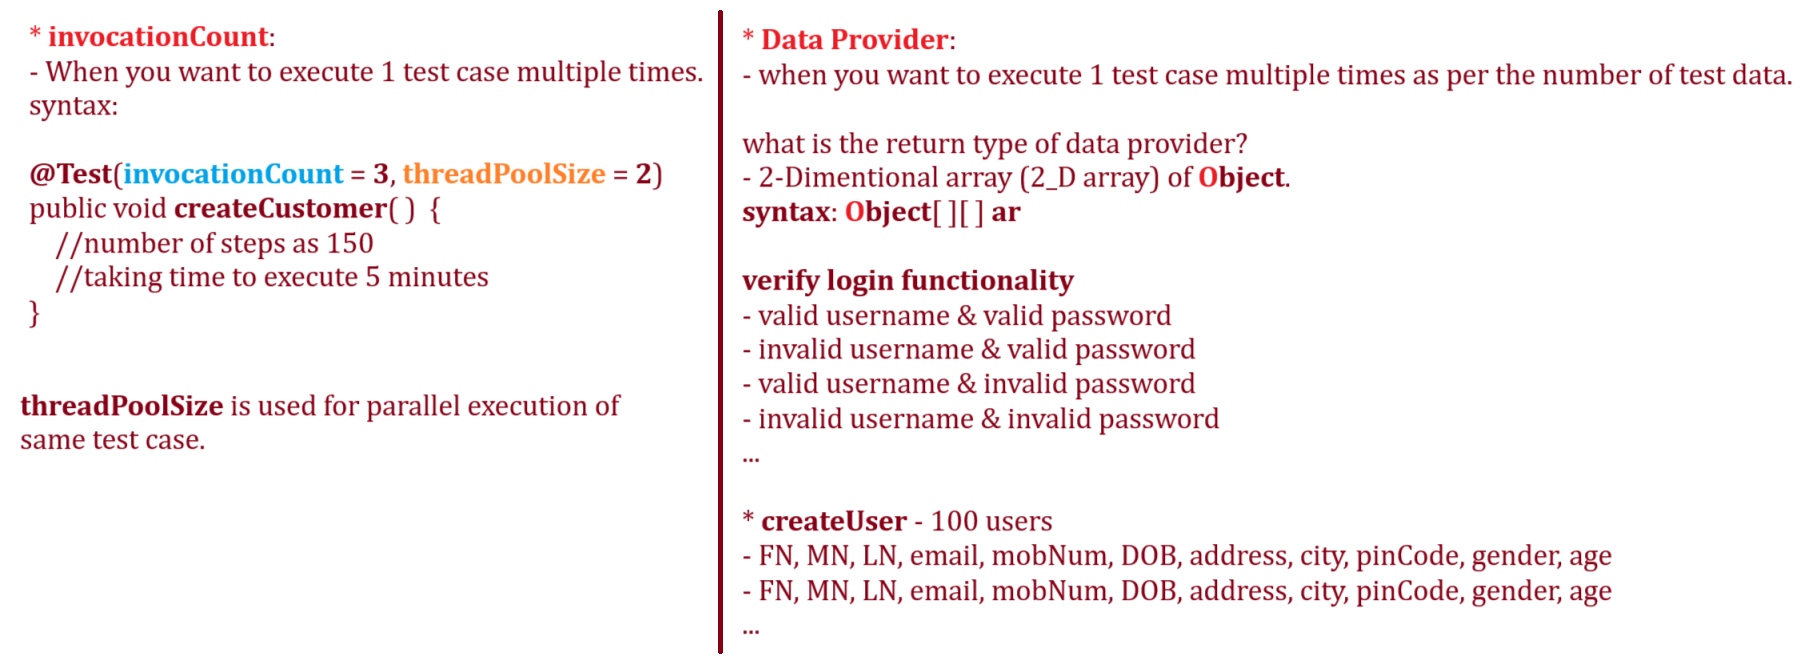 * invocationCount:
- When you want to execute 1 test case multiple times.
syntax:
@Test(invocationCount = 3, threadPoolSize = 2)
public void createCustomer( ) {
//number of steps as 150
//taking time to execute 5 minutes
}
threadPoolSize is used for parallel execution of
same test case.
* Data Provider:
- when you want to execute 1 test case multiple times as per the number of test data.
what is the return type of data provider?
- 2-Dimentional array (2_D array) of Object.
syntax: Object[ ][ ] ar
verify login functionality
- valid username & valid password
- invalid username & valid password
- valid username & invalid password
- invalid username & invalid password
...
* createUser - 100 users
- FN, MN, LN, email, mobNum, DOB, address, city, pinCode, gender, age
- FN, MN, LN, email, mobNum, DOB, address, city, pinCode, gender, age
...